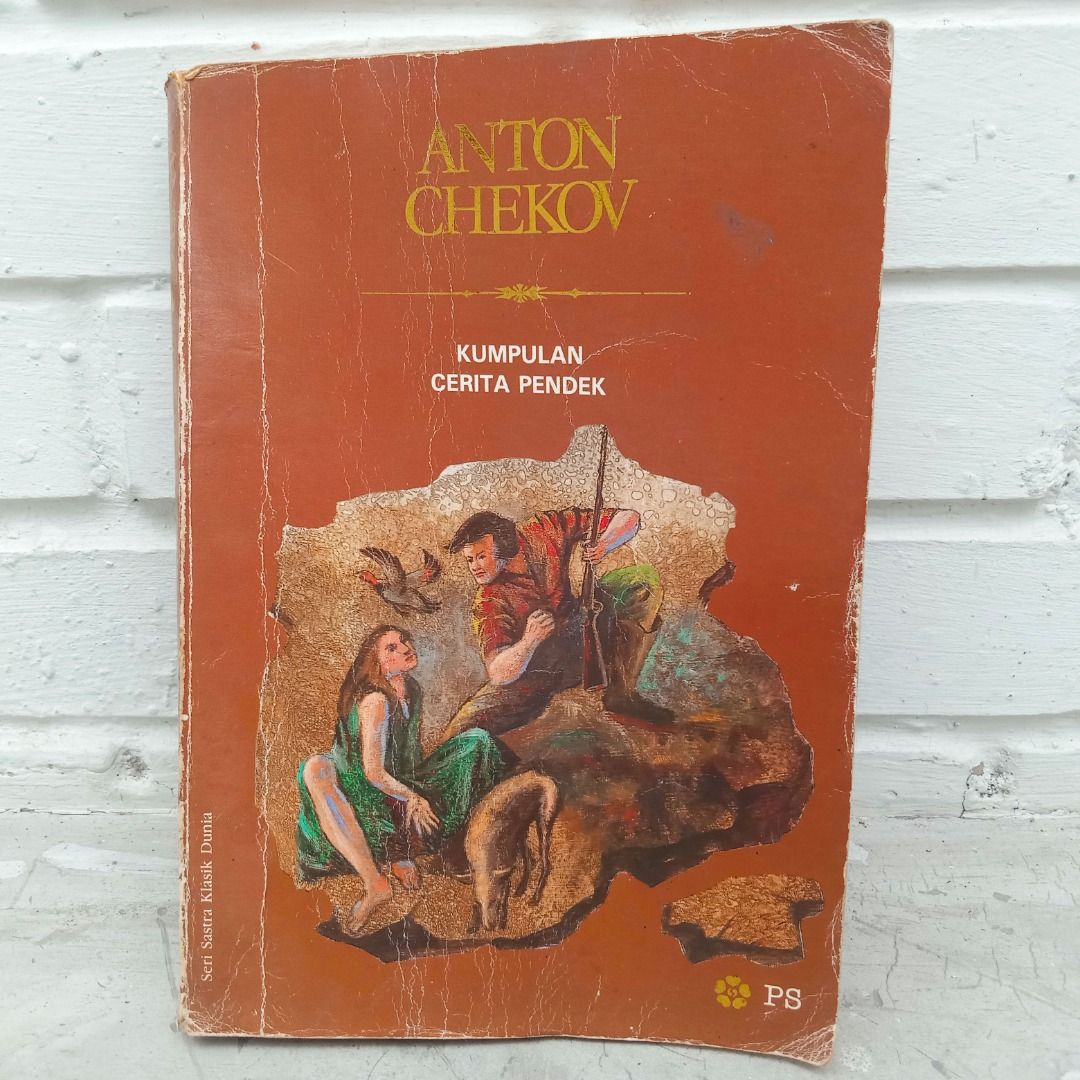 ANTON
CHEKOV
KUMPULAN
CERITA PENDEK
Seri Sastra Klasik Dunia
PS